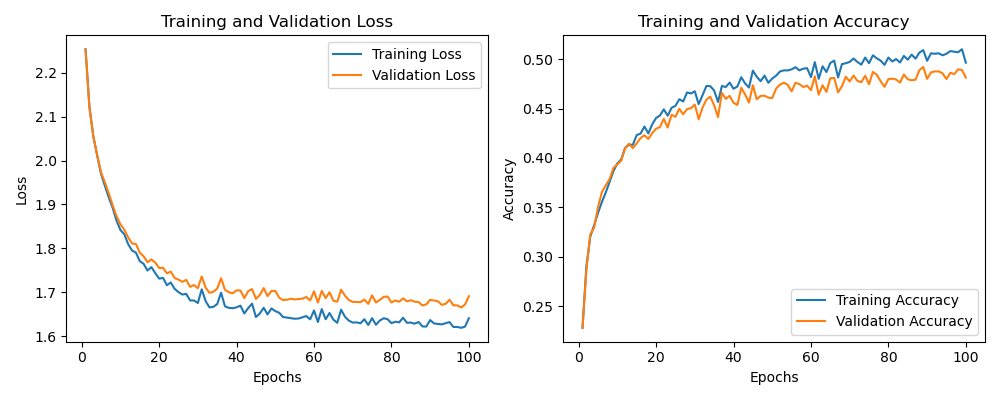 Training and Validation Loss
Training Loss
Validation Loss
2.2
2.1
2.0
1.9
1.8
1.7
1.6
Loss
0
20
40
60
80
100
Epochs
Training and Validation Accuracy
0.50
0.45
0.40
0.35
0.30
0.25
Accuracy
Training Accuracy
Validation Accuracy
0
20
40
60
80
100
Epochs